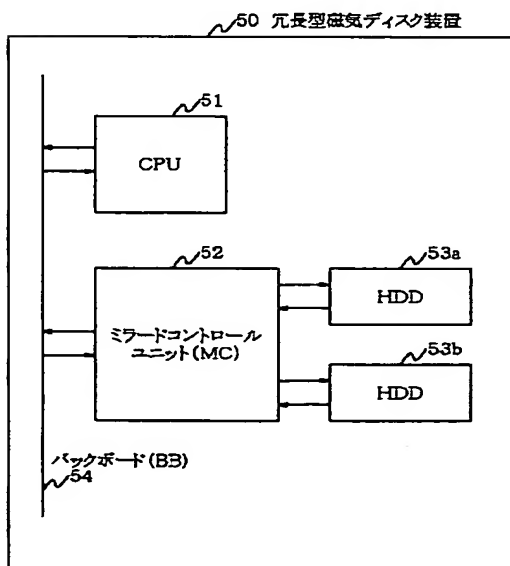 50 冗長型磁気ディスク装置
51
CPU
52
ミラードコントロール
ユニット(MC)
53a
HDD
53b
HDD
バックボード(BB)
54